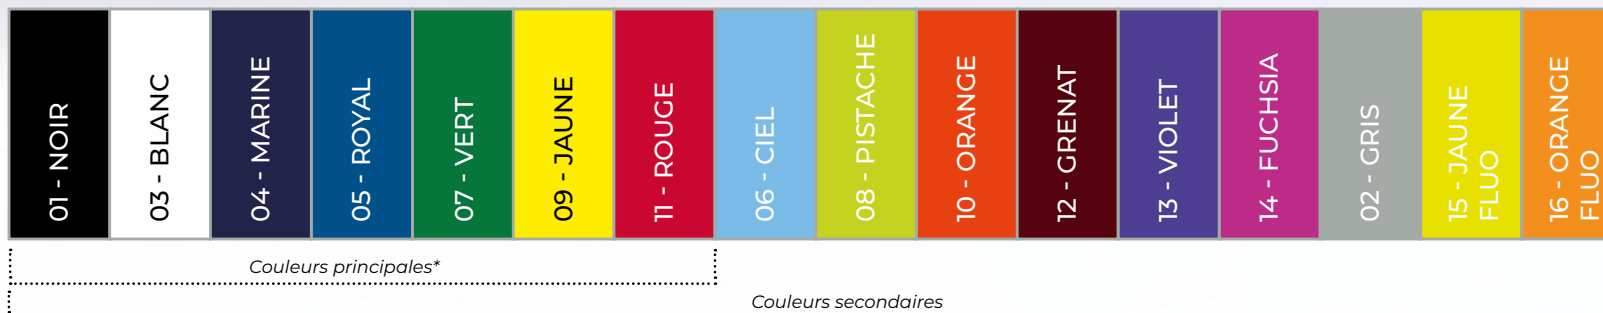 01 - NOIR
03 - BLANC
04 - MARINE
05 - ROYAL
07 - VERT
09 - JAUNE
11 - ROUGE
06 - CIEL
08 - PISTACHE
10 - ORANGE
12 - GRENAT
13 - VIOLET
14 - FUCHSIA
02 - GRIS
15 - JAUNE
FLUO
16 - ORANGE
FLUO
Couleurs principales*
Couleurs secondaires